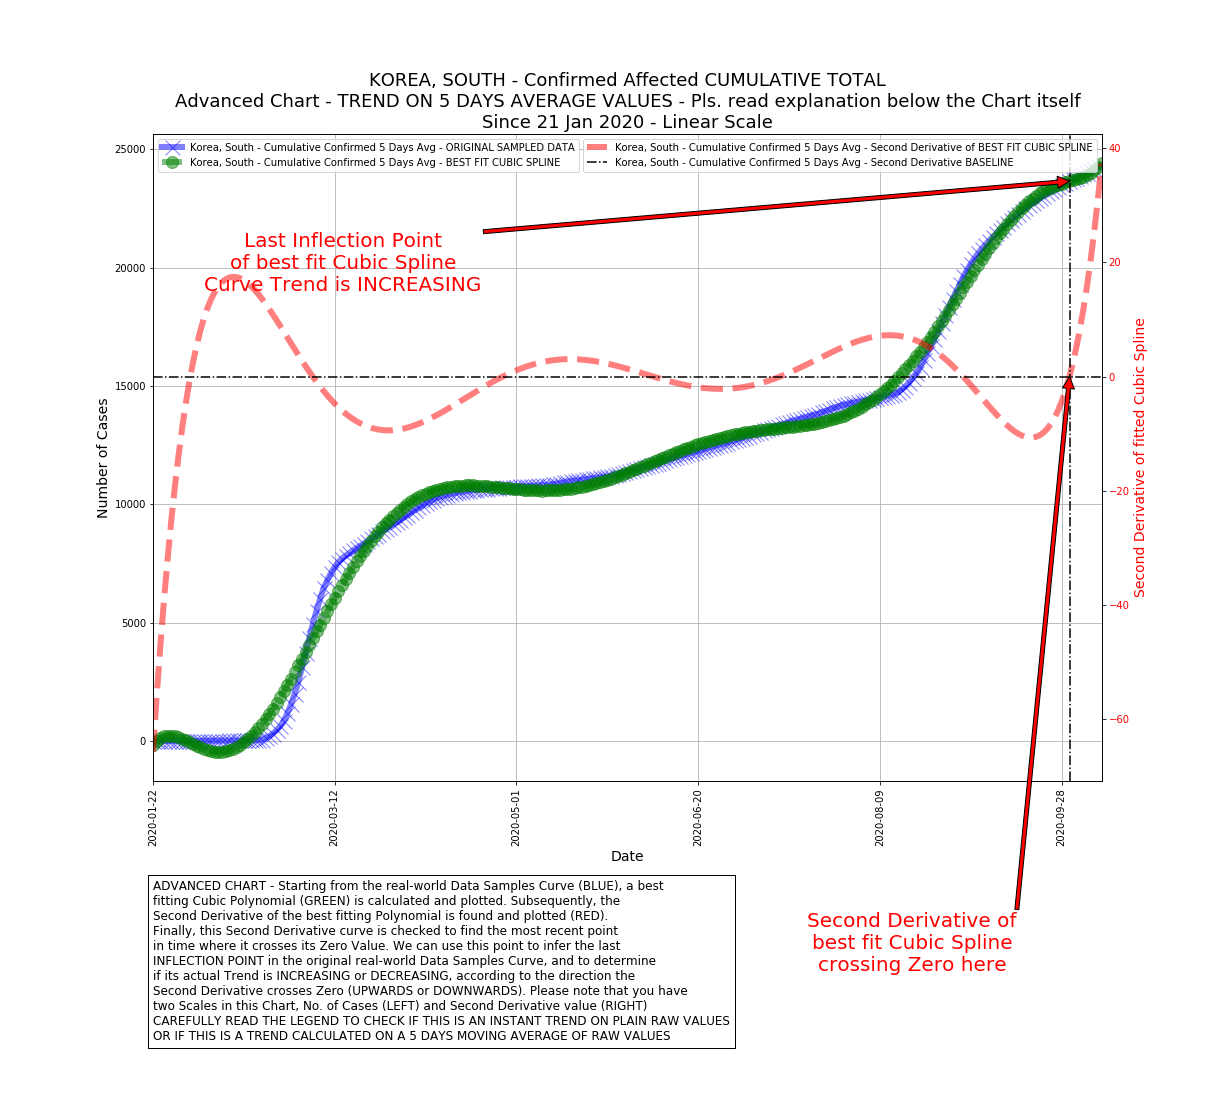 KOREA, SOUTH - Confirmed Affected CUMULATIVE TOTAL
Advanced Chart - TREND ON 5 DAYS AVERAGE VALUES - Pls. read explanation below the Chart itself
Since 21 Jan 2020 - Linear Scale
Korea, South - Cumulative Confirmed 5 Days Avg - ORIGINAL SAMPLED DATA
Korea, South - Cumulative Confirmed 5 Days Avg - BEST FIT CUBIC SPLINE
Korea, South - Cumulative Confirmed 5 Days Avg - Second Derivative of BEST FIT CUBIC SPLINE
Korea, South - Cumulative Confirmed 5 Days Avg - Second Derivative BASELINE
Last Inflection Point
of best fit Cubic Spline
Curve Trend is INCREASING
Number of Cases
25000
20000
15000
10000
5000
0
40
20
0
−20
−40
−60
Second Derivative of fitted Cubic Spline
2020-01-22
2020-03-12
2020-05-01
2020-06-20
2020-08-09
2020-09-28
Date
ADVANCED CHART - Starting from the real-world Data Samples Curve (BLUE), a best
fitting Cubic Polynomial (GREEN) is calculated and plotted. Subsequently, the
Second Derivative of the best fitting Polynomial is found and plotted (RED).
Finally, this Second Derivative curve is checked to find the most recent point
in time where it crosses its Zero Value. We can use this point to infer the last
INFLECTION POINT in the original real-world Data Samples Curve, and to determine
if its actual Trend is INCREASING or DECREASING, according to the direction the
Second Derivative crosses Zero (UPWARDS or DOWNWARDS). Please note that you have
two Scales in this Chart, No. of Cases (LEFT) and Second Derivative value (RIGHT)
CAREFULLY READ THE LEGEND TO CHECK IF THIS IS AN INSTANT TREND ON PLAIN RAW VALUES
OR IF THIS IS A TREND CALCULATED ON A 5 DAYS MOVING AVERAGE OF RAW VALUES
Second Derivative of
best fit Cubic Spline
crossing Zero here